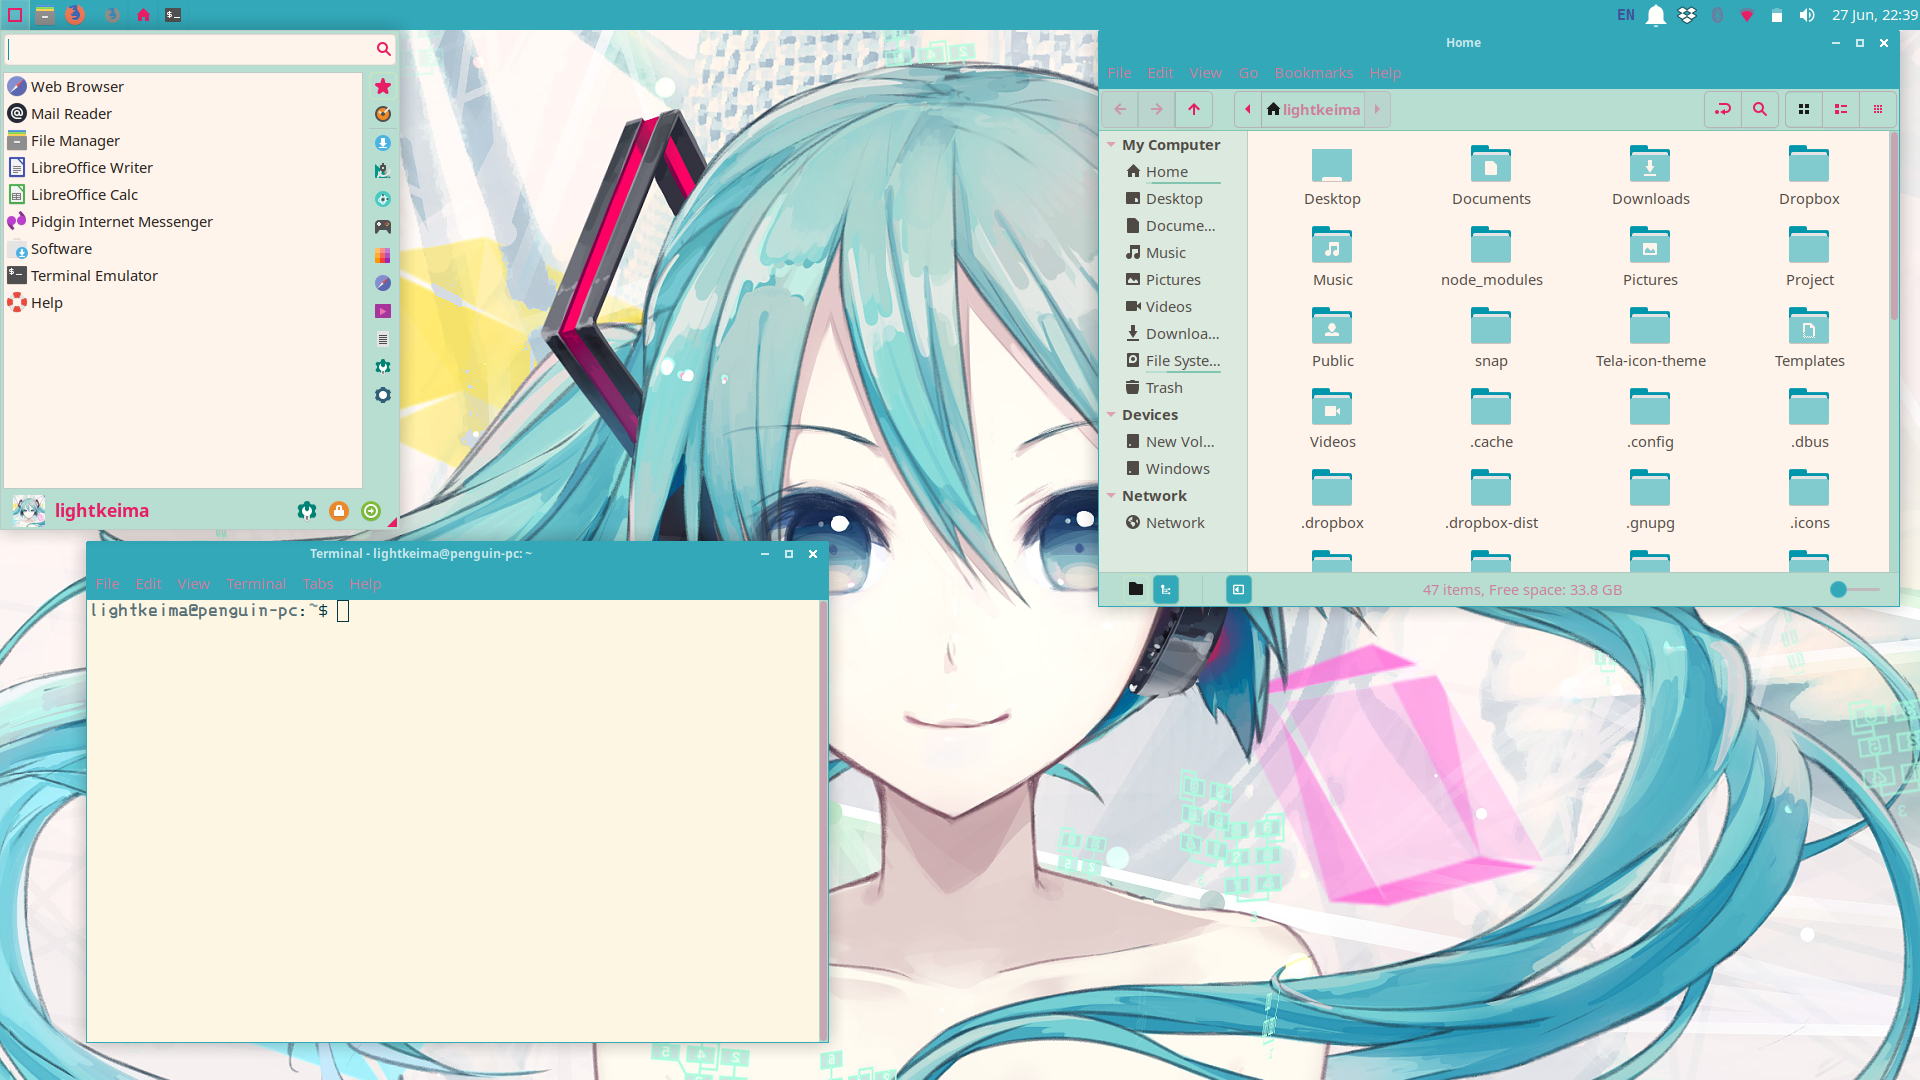 EN
27 Jun, 22:39
Web Browser
Mail Reader
File Manager
LibreOffice Writer
LibreOffice Calc
Pidgin Internet Messenger
Software
Terminal Emulator
Help
lightkeima
Terminal - lightkeima@penguin-pc: ~
File Edit View Terminal Tabs Help
lightkeima@penguin-pc:~$
Home
File Edit View Go Bookmarks Help
lightkeima
My Computer
Home
Desktop
Docume...
Music
Pictures
Videos
Downloa...
File Syste...
Trash
Devices
New Vol...
Windows
Network
Network
Desktop Documents Downloads Dropbox
Music node_modules Pictures Project
Public snap Tela-icon-theme Templates
Videos .cache .config .dbus
.dropbox .dropbox-dist .gnupg .icons
47 items, Free space: 33.8 GB